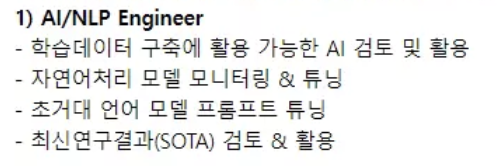 1) AI/NLP Engineer
- 학습데이터 구축에 활용 가능한 AI 검토 및 활용
- 자연어처리 모델 모니터링 & 튜닝
- 초거대 언어 모델 프롬프트 튜닝
- 최신연구결과(SOTA) 검토 & 활용